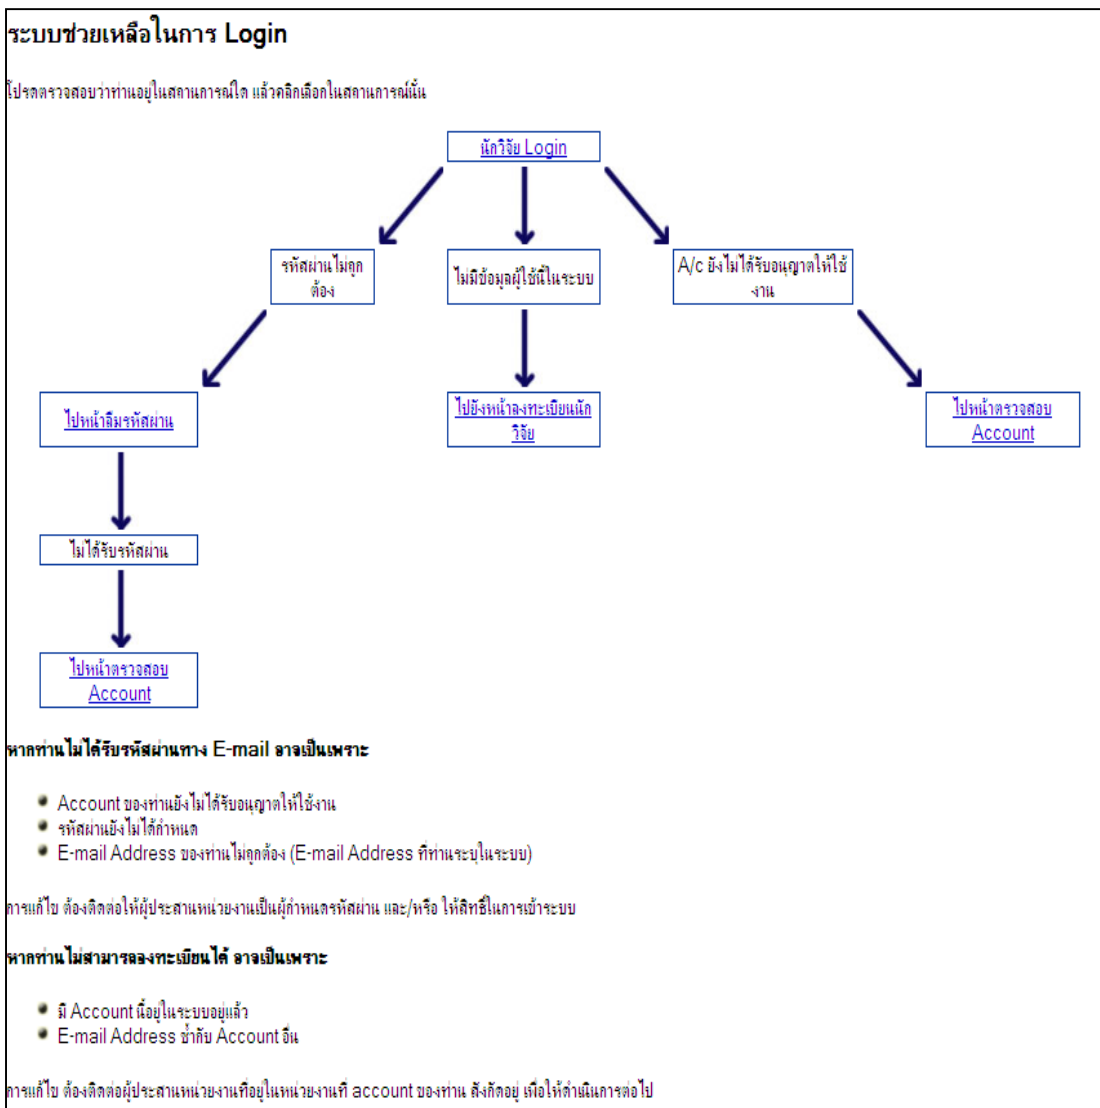 ระบบช่วยเหลือในการ Login
โปรดตรวจสอบว่าท่านอยู่ในสถานการณ์ใด แล้วคลิกเลือกในสถานการณ์นั้น
นักวิจัย Login
รหัสผ่านไม่ถูก
ต้อง
ไม่มีข้อมูลผู้ใช้นี้ในระบบ
A/c ยังไม่ได้รับอนุญาตให้ใช้
งาน
ไปหน้าลืมรหัสผ่าน
ไปยังหน้าลงทะเบียนนัก
วิจัย
ไปหน้าตรวจสอบ
Account
ไม่ได้รับรหัสผ่าน
ไปหน้าตรวจสอบ
Account
หากท่านไม่ได้รับรหัสผ่านทาง E-mail อาจเป็นเพราะ
Account ของท่านยังไม่ได้รับอนุญาตให้ใช้งาน
รหัสผ่านยังไม่ได้กำหนด
E-mail Address ของท่านไม่ถูกต้อง (E-mail Address ที่ท่านระบุในระบบ)
การแก้ไข ต้องติดต่อให้ผู้ประสานหน่วยงานเป็นผู้กำหนดรหัสผ่าน และ/หรือ ให้สิทธิ์ในการเข้าระบบ
หากท่านไม่สามารถลงทะเบียนได้ อาจเป็นเพราะ
มี Account นี้อยู่ในระบบอยู่แล้ว
E-mail Address ซ้ำกับ Account อื่น
การแก้ไข ต้องติดต่อผู้ประสานหน่วยงานที่อยู่ในหน่วยงานที่ account ของท่าน สังกัดอยู่ เพื่อให้ดำเนินการต่อไป